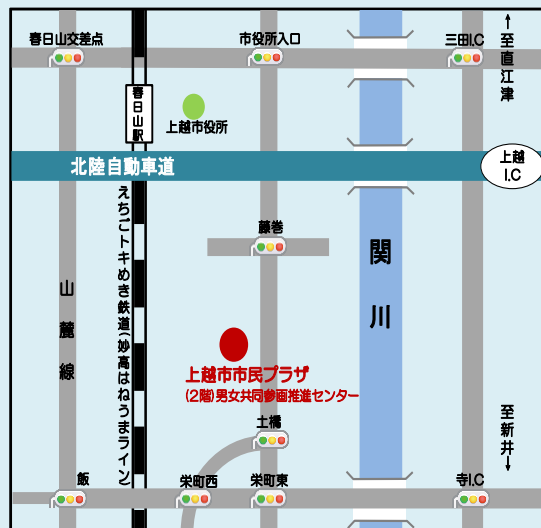 春日山交差点
市役所入口
三田I.C
↑至直江津
春日山駅
上越市役所
北陸自動車道
上越
I.C
えちごトキめき鉄道(妙高はねうまライン)
藤巻
関川
山麓線
上越市市民プラザ
(2階)男女共同参画推進センター
土橋
至新井↓
飯
栄町西
栄町東
寺I.C